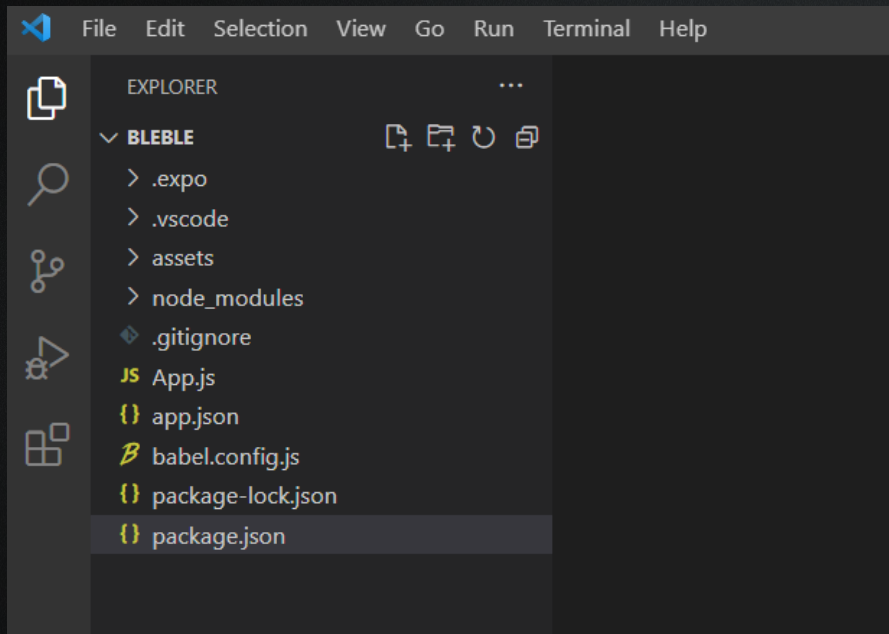 File Edit Selection View Go Run Terminal Help
EXPLORER
BLEBLE
.expo
.vscode
assets
node_modules
.gitignore
JS App.js
{} app.json
B babel.config.js
{} package-lock.json
{} package.json